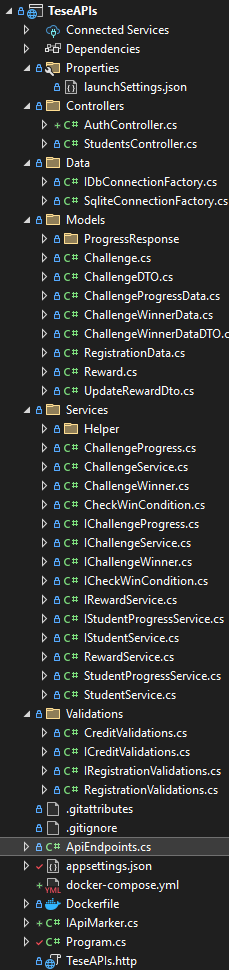 TeseAPIs
Connected Services
Dependencies
Properties
launchSettings.json
Controllers
AuthController.cs
StudentsController.cs
Data
IDbConnectionFactory.cs
SqliteConnectionFactory.cs
Models
ProgressResponse
Challenge.cs
ChallengeDTO.cs
ChallengeProgressData.cs
ChallengeWinnerData.cs
ChallengeWinnerDataDTO.c
RegistrationData.cs
Reward.cs
UpdateRewardDto.cs
Services
Helper
ChallengeProgress.cs
ChallengeService.cs
ChallengeWinner.cs
CheckWinCondition.cs
IChallengeProgress.cs
IChallengeService.cs
IChallengeWinner.cs
ICheckWinCondition.cs
IRewardService.cs
IStudentProgressService.cs
IStudentService.cs
RewardService.cs
StudentProgressService.cs
StudentService.cs
Validations
CreditValidations.cs
ICreditValidations.cs
IRegistrationValidations.cs
RegistrationValidations.cs
.gitattributes
.gitignore
ApiEndpoints.cs
appsettings.json
docker-compose.yml
Dockerfile
IApiMarker.cs
Program.cs
TeseAPIs.http